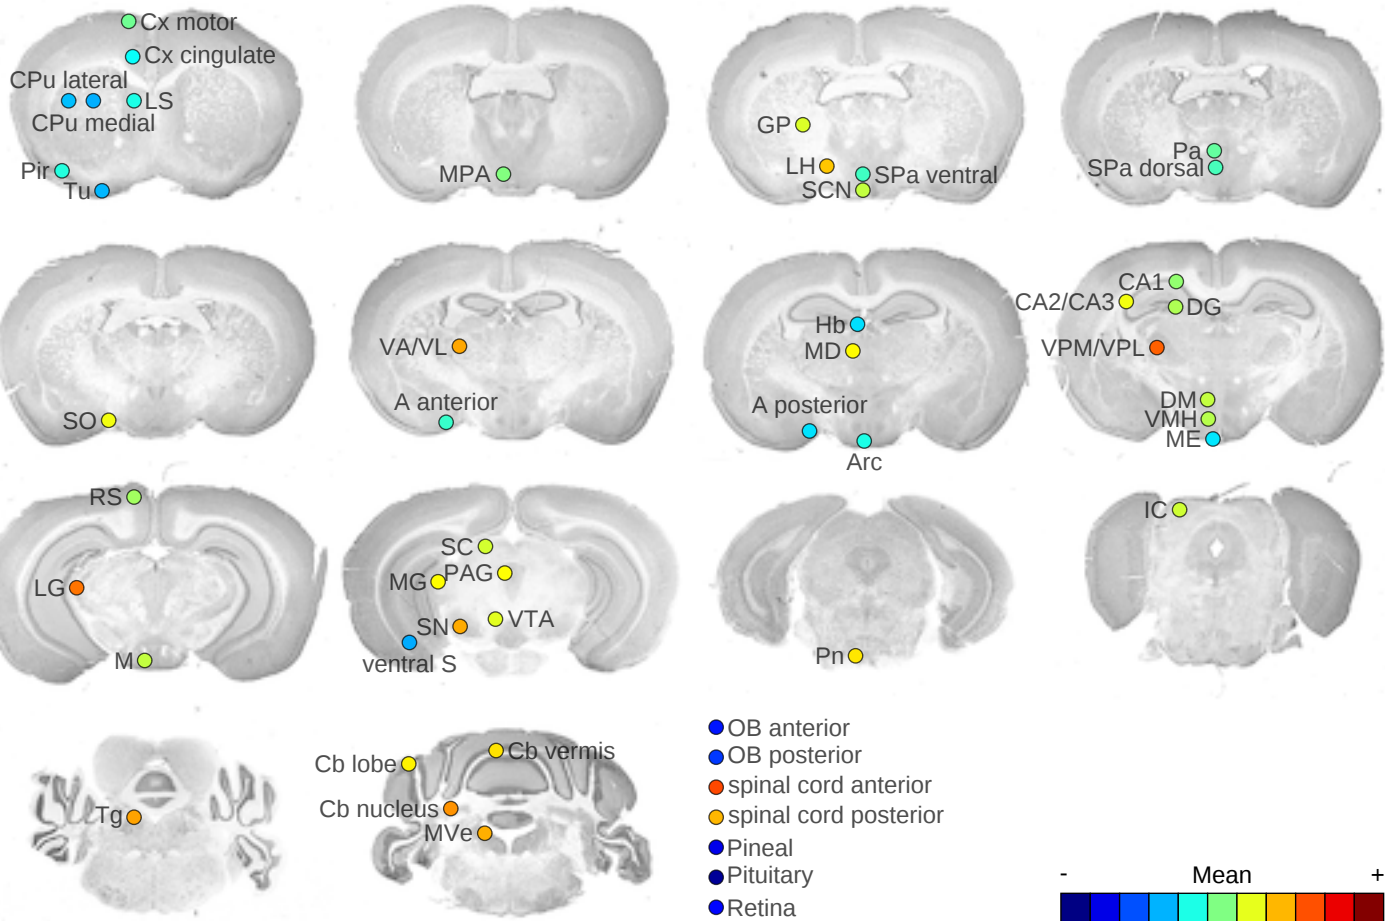 Cx motor
Cx cingulate
CPu lateral
LS
CPu medial
Pir
Tu
MPA
GP
LH
SPa ventral
SCN
Pa
SPa dorsal
SO
VA/VL
A anterior
Hb
MD
A posterior
Arc
CA1
CA2/CA3
DG
VPM/VPL
DM
VMH
ME
RS
LG
M
SC
MG
PAG
SN
VTA
ventral S
Pn
IC
Tg
Cb lobe
Cb vermis
Cb nucleus
MVe
OB anterior
OB posterior
spinal cord anterior
spinal cord posterior
Pineal
Pituitary
Retina
- Mean +